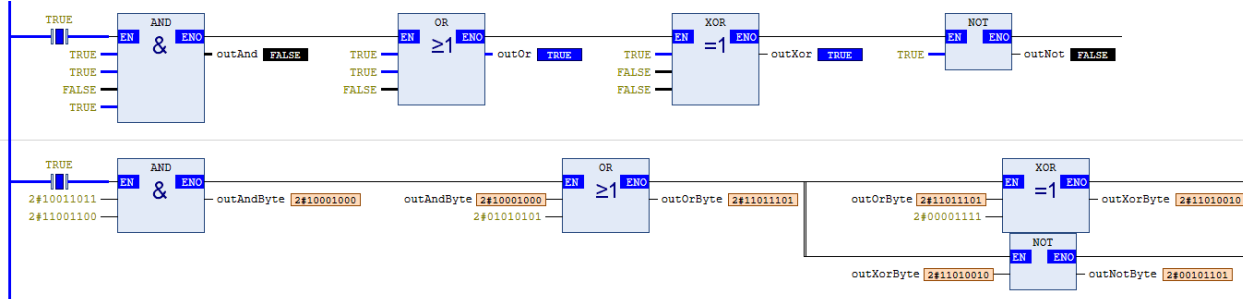 TRUE
AND
EN ENO
&
TRUE
TRUE
FALSE
TRUE
outAnd FALSE
OR
EN ENO
≥1
TRUE
TRUE
FALSE
outOr TRUE
XOR
EN ENO
=1
TRUE
FALSE
FALSE
outXor TRUE
NOT
EN ENO
TRUE
outNot FALSE
TRUE
AND
EN ENO
&
2#10011011
2#11001100
outAndByte 2#10001000
OR
EN ENO
≥1
outAndByte 2#10001000
2#01010101
outOrByte 2#11011101
XOR
EN ENO
=1
outOrByte 2#11011101
2#00001111
outXorByte 2#11010010
NOT
EN ENO
outXorByte 2#11010010
outNotByte 2#00101101